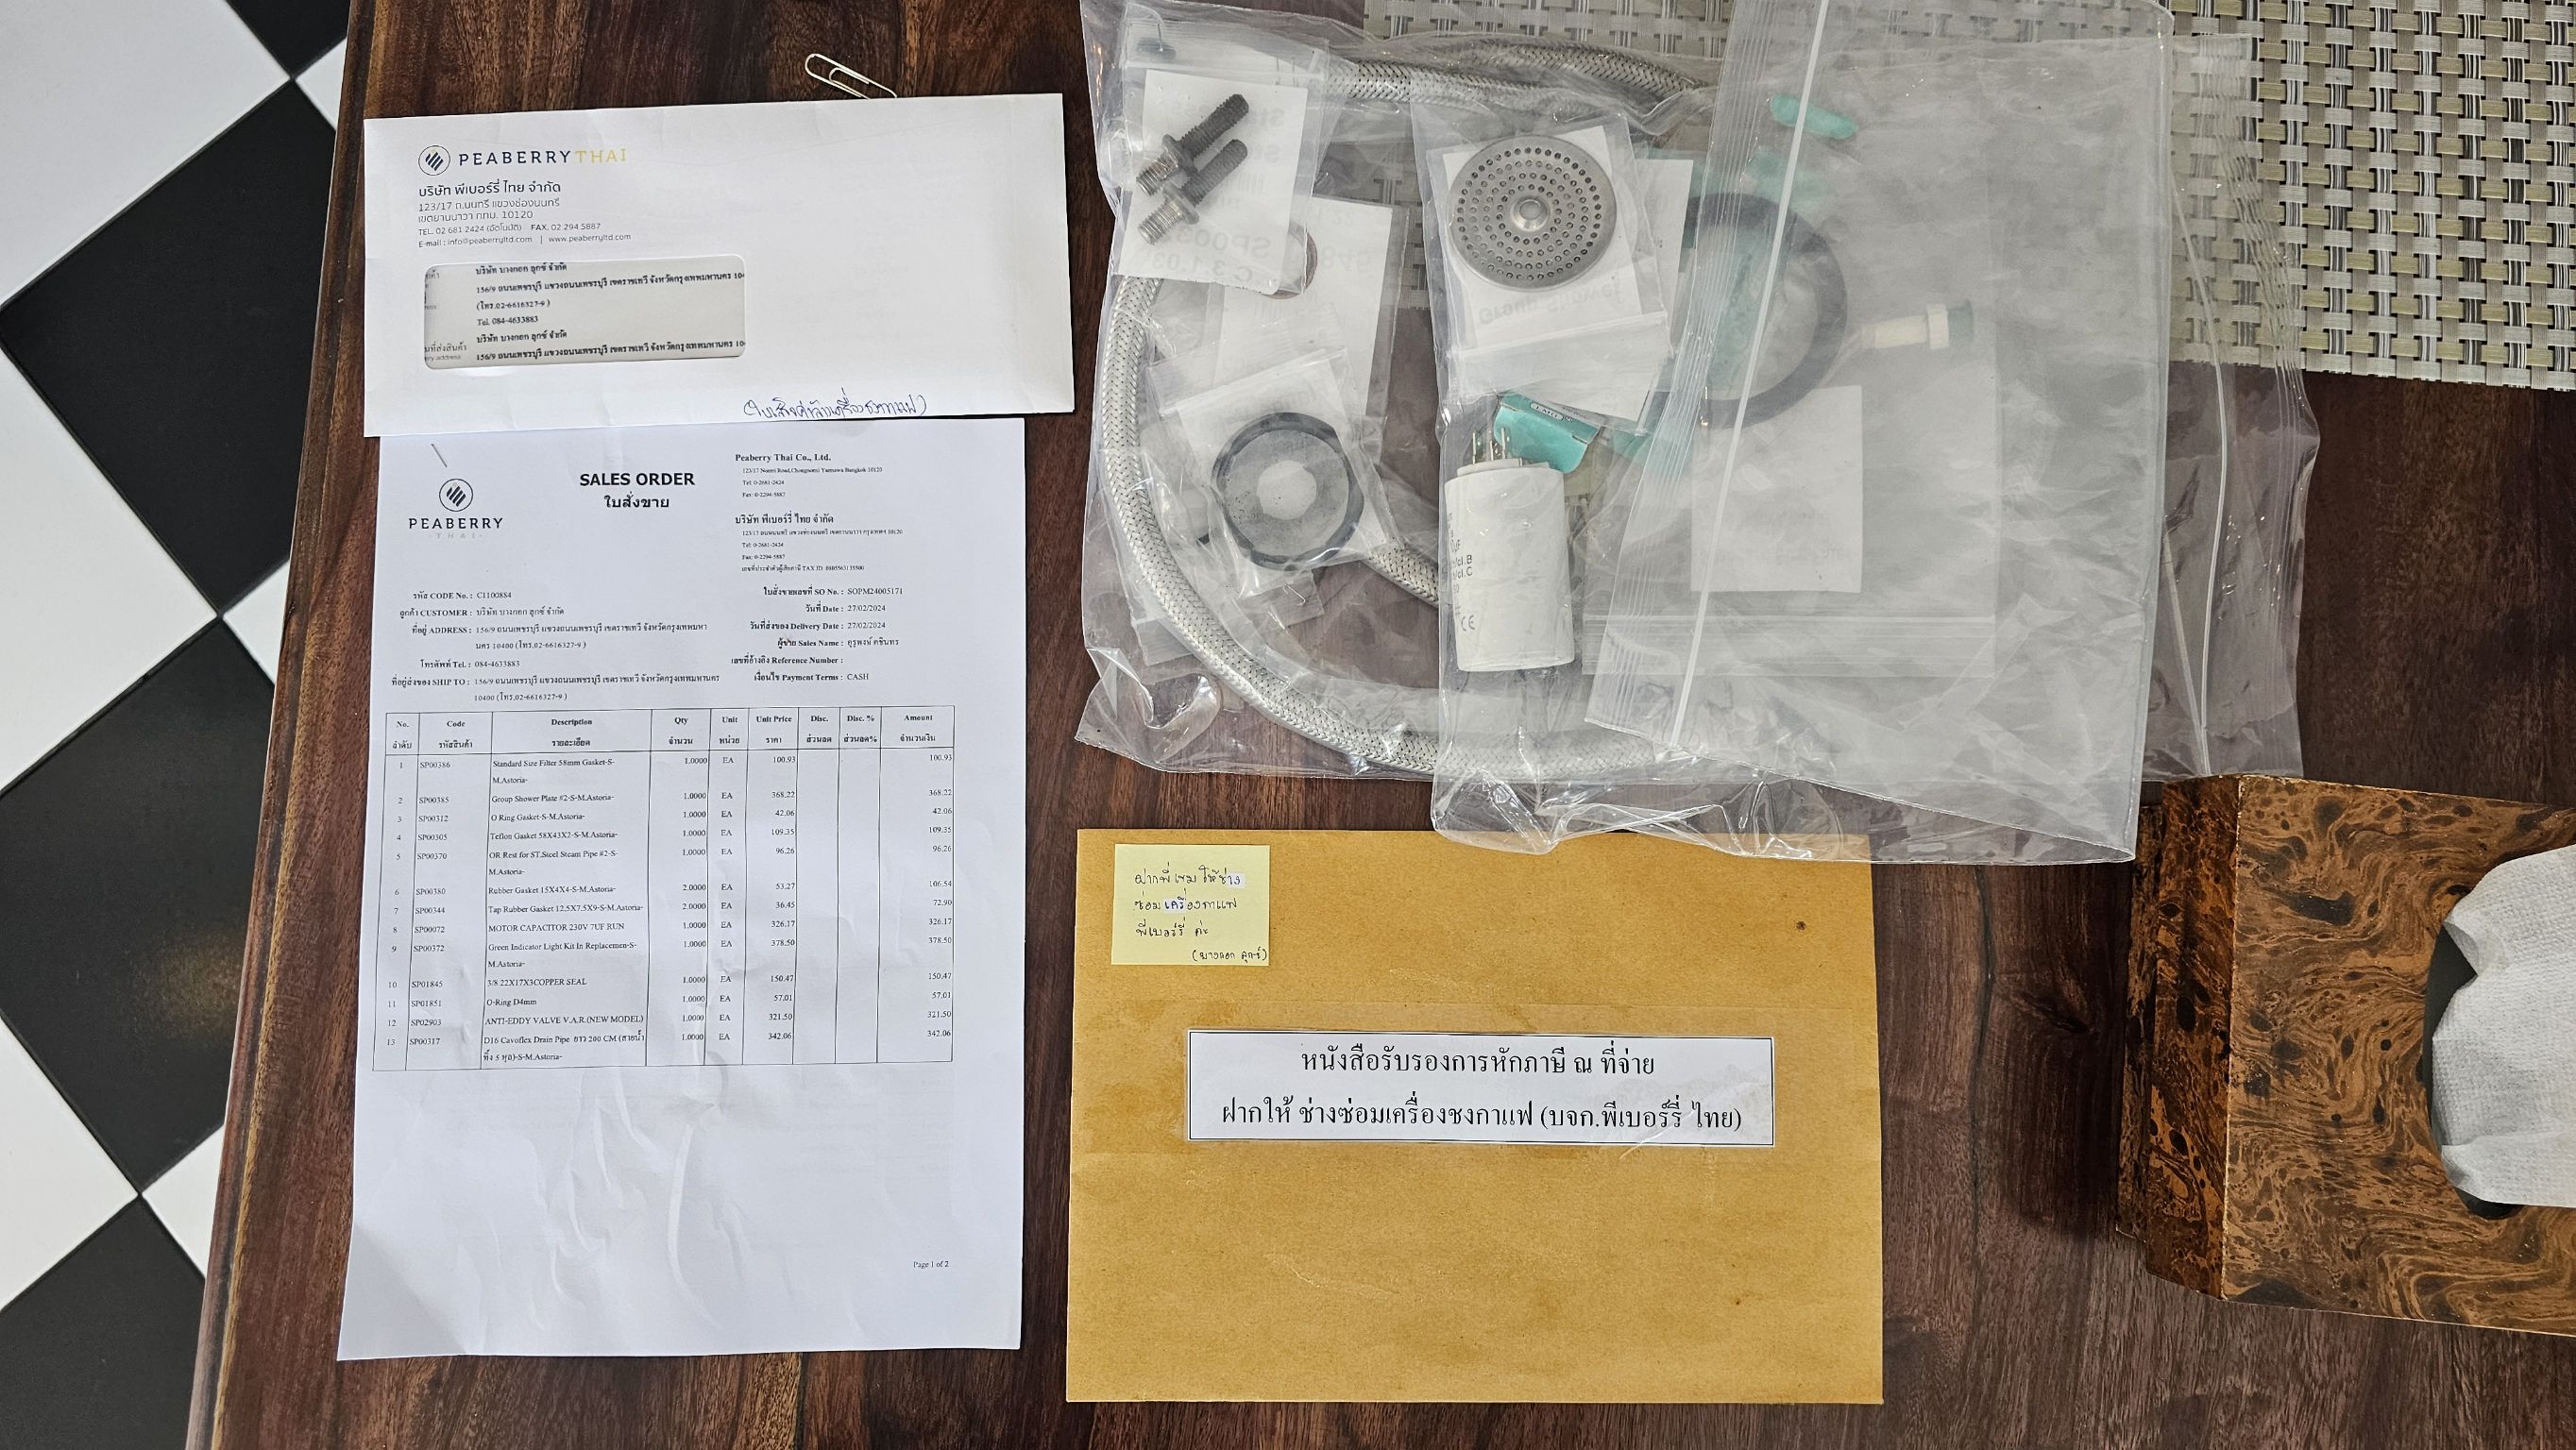 PEABERRY THAI
บริษัท พีเบอร์รี่ ไทย จำกัด
123/17 ถ.นนทรี แขวงช่องนนทรี
เขตยานนาวา กทม. 10120
TEL. 02 681 2424 (อัตโนมัติ) FAX. 02 294 5887
E-mail : info@peaberryltd.com | www.peaberryltd.com
บริษัท บางกอก ลุกซ์ จำกัด
156/9 ถนนเพชรบุรี แขวงถนนเพชรบุรี เขตราชเทวี จังหวัดกรุงเทพมหานคร
(โทร.02-6616327-9 )
Tel. 084-4633883
บริษัท บางกอก ลุกซ์ จำกัด
156/9 ถนนเพชรบุรี แขวงถนนเพชรบุรี เขตราชเทวี จังหวัดกรุงเทพมหานคร
PEABERRY
THAI
SALES ORDER
ใบสั่งขาย
Peaberry Thai Co., Ltd.
123/17 Nonsi Road,Chongnonsi Yannawa Bangkok 10120
Tel: 0-2681-2424
Fax: 0-2294-5887
บริษัท พีเบอร์รี่ ไทย จำกัด
123/17 ถนนนนทรี แขวงช่องนนทรี เขตยานนาวา กรุงเทพฯ 10120
Tel: 0-2681-2424
Fax: 0-2294-5887
เลขที่ประจำตัวผู้เสียภาษี TAX ID
รหัส CODE No. : C1100884
ลูกค้า CUSTOMER : บริษัท บางกอก ลุกซ์ จำกัด
ที่อยู่ ADDRESS : 156/9 ถนนเพชรบุรี แขวงถนนเพชรบุรี เขตราชเทวี จังหวัดกรุงเทพมหา
นคร 10400 (โทร.02-6616327-9 )
โทรศัพท์ Tel. : 084-4633883
ที่อยู่ส่งของ SHIP TO : 156/9 ถนนเพชรบุรี แขวงถนนเพชรบุรี เขตราชเทวี จังหวัดกรุงเทพมหานคร
10400 (โทร.02-6616327-9 )
ใบสั่งขายเลขที่ SO No. : SOPM24005171
วันที่ Date : 27/02/2024
วันที่ส่งของ Delivery Date : 27/02/2024
ผู้ขาย Sales Name :
เลขที่อ้างอิง Reference Number :
เงื่อนไข Payment Terms : CASH
No. Code Description Qty Unit Unit Price Disc. Disc. % Amount
ลำดับ รหัสสินค้า รายละเอียด จำนวน หน่วย ราคา ส่วนลด ส่วนลด% จำนวนเงิน
1 SP00386 Standard Size Filter 58mm Gasket-S- 1.0000 EA 100.93 100.93
M.Astoria-
2 SP00385 Group Shower Plate #2-S-M.Astoria- 1.0000 EA 368.22 368.22
3 SP00312 O Ring Gasket-S-M.Astoria- 1.0000 EA 42.06 42.06
4 SP00305 Teflon Gasket 58X43X2-S-M.Astoria- 1.0000 EA 109.35 109.35
5 SP00370 OR Rest for ST.Steel Steam Pipe #2-S- 1.0000 EA 96.26 96.26
M.Astoria-
6 SP00380 Rubber Gasket 15X4X4-S-M.Astoria- 2.0000 EA 53.27 106.54
7 SP00344 Tap Rubber Gasket 12.5X7.5X9-S-M.Astoria- 2.0000 EA 36.45 72.90
8 SP00072 MOTOR CAPACITOR 230V 7UF RUN 1.0000 EA 326.17 326.17
9 SP00372 Green Indicator Light Kit In Replacemen-S- 1.0000 EA 378.50 378.50
M.Astoria-
10 SP01845 3/8 22X17X3COPPER SEAL 1.0000 EA 150.47 150.47
11 SP01851 O-Ring D4mm 1.0000 EA 57.01 57.01
12 SP02903 ANTI-EDDY VALVE V.A.R.(NEW MODEL) 1.0000 EA 321.50 321.50
13 SP00317 D16 Cavoflex Drain Pipe ยาว 200 CM (สายน้ำ 1.0000 EA 342.06 342.06
ทิ้ง 5 หุล)-S-M.Astoria-
Page 1 of 2
CE
ฝากพี่เขม ให้ช่าง
ซ่อมเครื่องกาแฟ
พีเบอร์รี่ ค่ะ
(บางกอก ลุกซ์)
หนังสือรับรองการหักภาษี ณ ที่จ่าย
ฝากให้ ช่างซ่อมเครื่องชงกาแฟ (บจก.พีเบอร์รี่ ไทย)